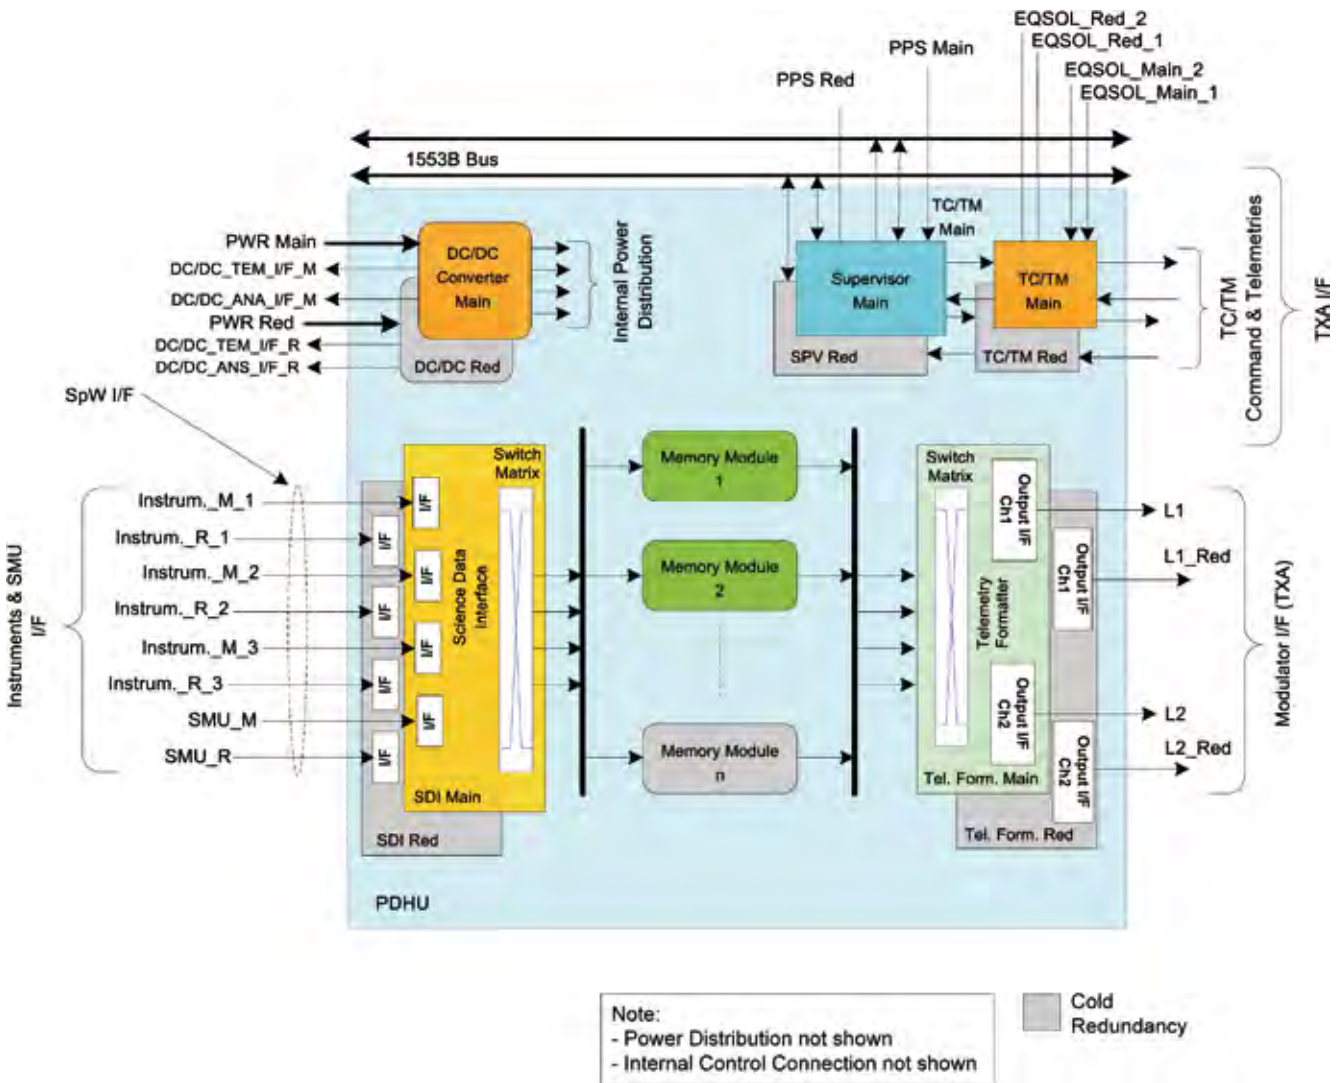 EQSOL_Red_2
EQSOL_Red_1
PPS Main
EQSOL_Main_2
PPS Red
EQSOL_Main_1
1553B Bus
TC/TM
Main
PWR Main
DC/DC_TEM_I/F_M
DC/DC_ANA_I/F_M
PWR Red
DC/DC_TEM_I/F_R
DC/DC_ANS_I/F_R
DC/DC
Converter
Main
DC/DC Red
Internal Power
Distribution
Supervisor
Main
SPV Red
TC/TM
Main
TC/TM Red
TC/TM
Command & Telemetries
TXA I/F
SpW I/F
Instruments & SMU
I/F
Instrum._M_1
Instrum._R_1
Instrum._M_2
Instrum._R_2
Instrum._M_3
Instrum._R_3
SMU_M
SMU_R
I/F
I/F
I/F
I/F
I/F
I/F
I/F
I/F
Science Data
Interface
Switch
Matrix
SDI Main
SDI Red
Memory Module
1
Memory Module
2
Memory Module
n
Switch
Matrix
Telemetry
Formatter
Output I/F
Ch1
Output I/F
Ch1
Output I/F
Ch2
Output I/F
Ch2
Tel. Form. Main
Tel. Form. Red
L1
L1_Red
L2
L2_Red
Modulator I/F (TXA)
PDHU
Note:
- Power Distribution not shown
- Internal Control Connection not shown
Cold
Redundancy